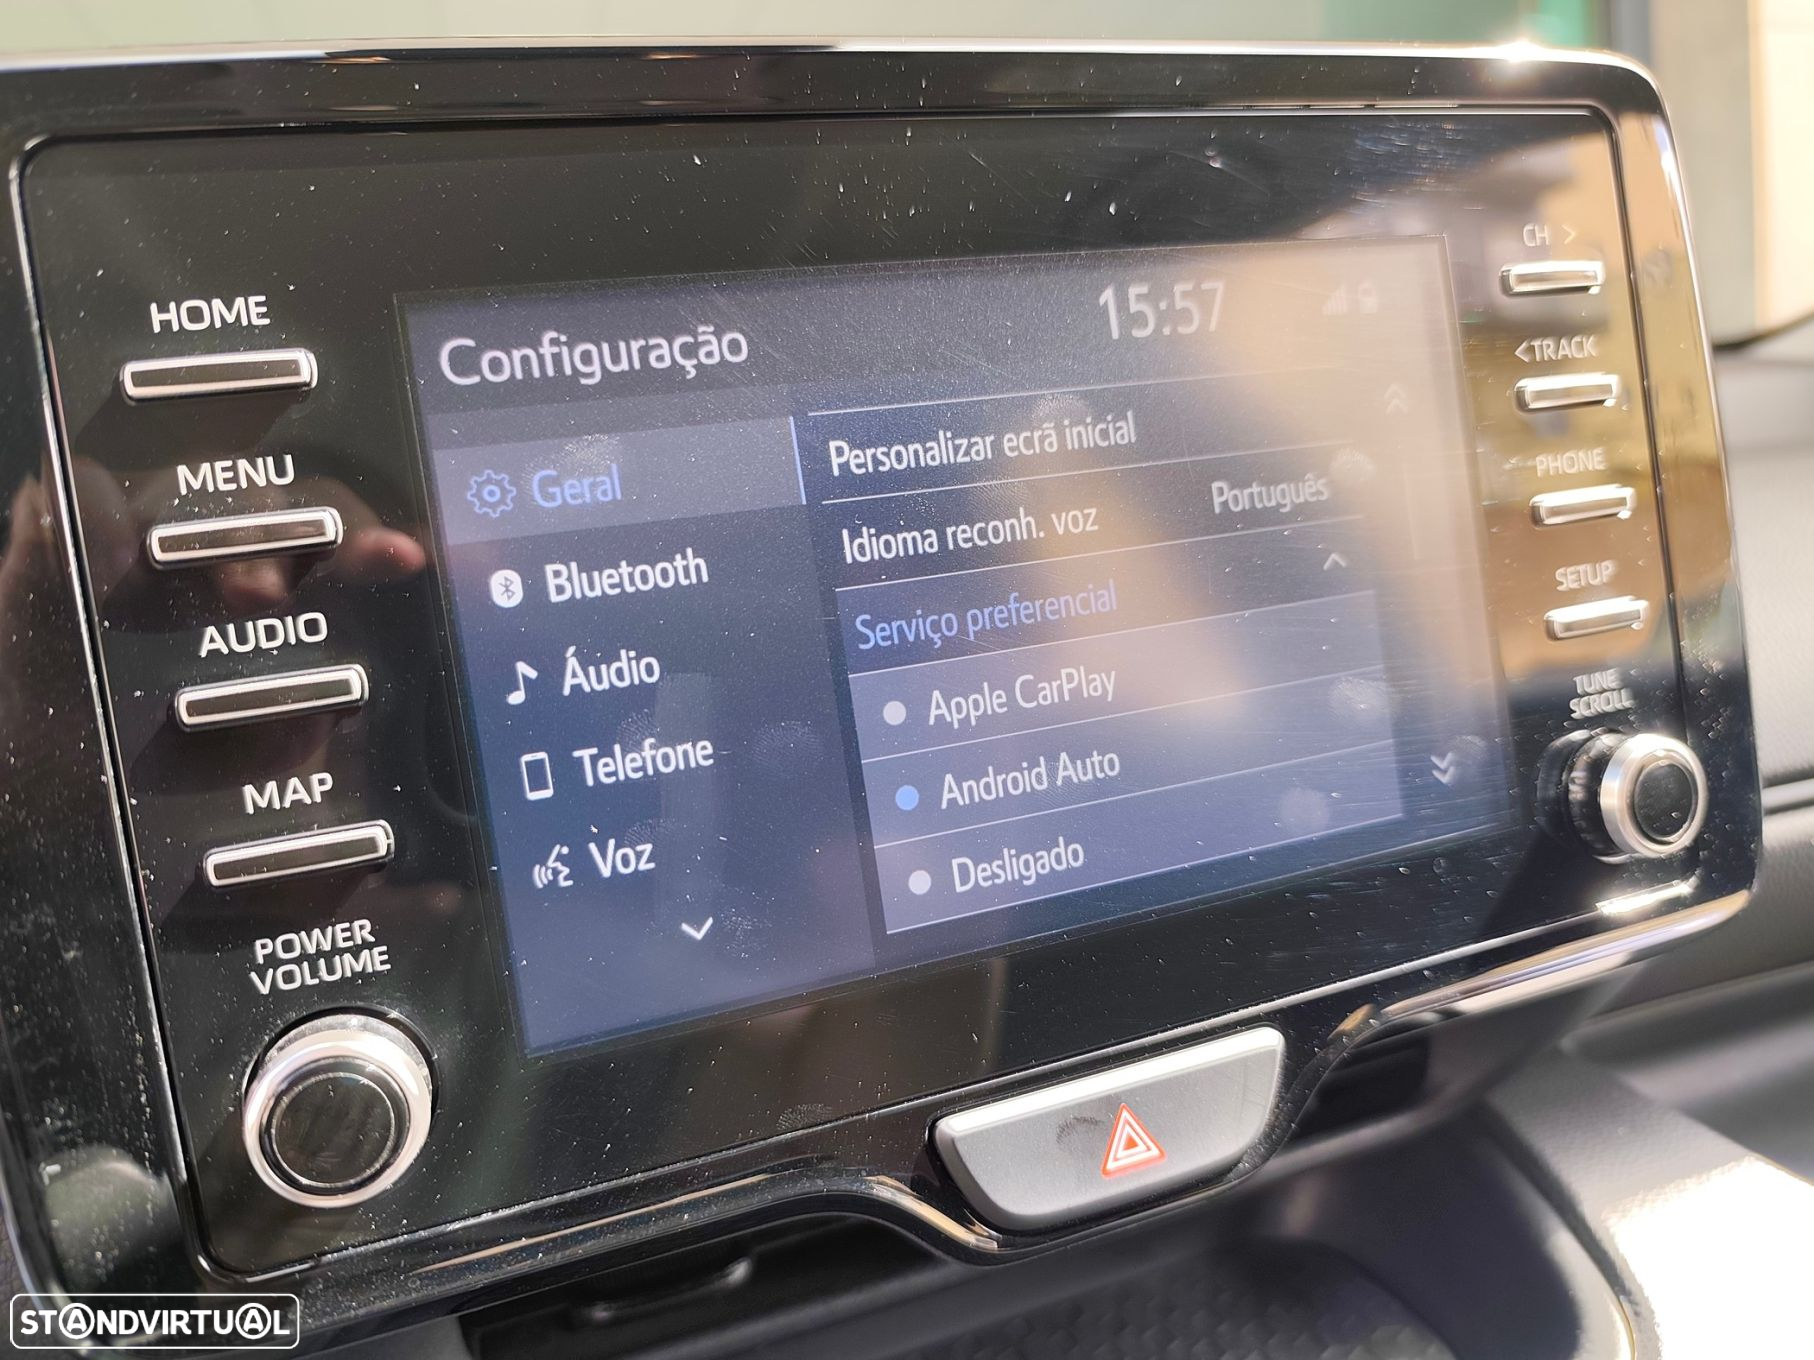 HOME
MENU
AUDIO
MAP
POWER
VOLUME
Configuração
15:57
Geral
Bluetooth
Áudio
Telefone
Voz
Personalizar ecrã inicial
Idioma reconh. voz Português
Serviço preferencial
Apple CarPlay
Android Auto
Desligado
CH >
<TRACK
PHONE
SETUP
TUNE
SCROLL
STANDVIRTUAL